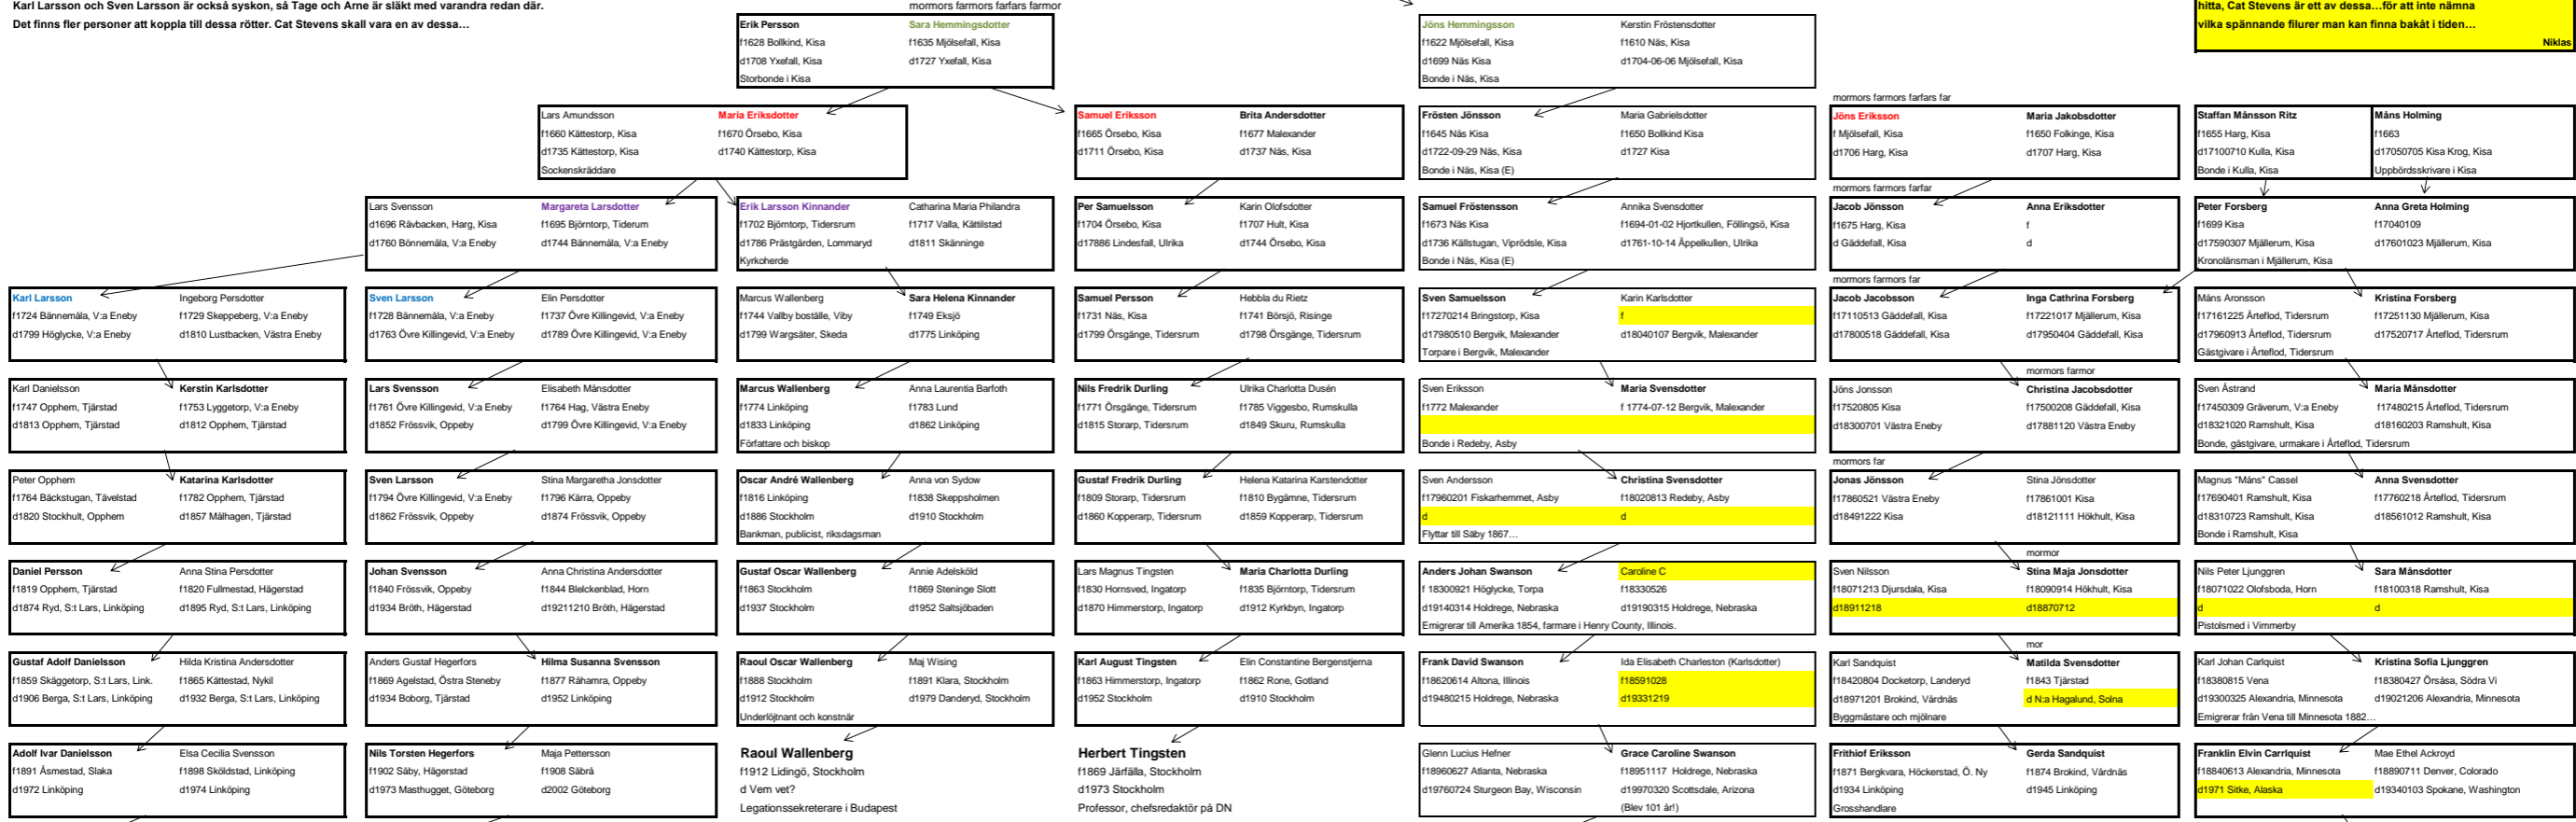 Karl Larsson och Sven Larsson är också syskon, så Tage och Arne är släkt med varandra redan där.
Det finns fler personer att koppla till dessa rötter. Cat Stevens skall vara en av dessa…
mormors farmors farfars farmor
Erik Persson Sara Hemmingsdotter
f1628 Bollkind, Kisa f1635 Mjölsefall, Kisa
d1708 Yxefall, Kisa d1727 Yxefall, Kisa
Storbonde i Kisa
Jöns Hemmingsson Kerstin Fröstensdotter
f1622 Mjölsefall, Kisa f1610 Näs, Kisa
d1699 Näs Kisa d1704-06-06 Mjölsefall, Kisa
Bonde i Näs, Kisa
hitta, Cat Stevens är ett av dessa…för att inte nämna
vilka spännande filurer man kan finna bakåt i tiden…
Niklas
Lars Amundsson Maria Eriksdotter
f1660 Kättestorp, Kisa f1670 Örsebo, Kisa
d1735 Kättestorp, Kisa d1740 Kättestorp, Kisa
Sockenskräddare
Samuel Eriksson Brita Andersdotter
f1665 Örsebo, Kisa f1677 Malexander
d1711 Örsebo, Kisa d1737 Näs, Kisa
Frösten Jönsson Maria Gabrielsdotter
f1645 Näs Kisa f1650 Bollkind Kisa
d1722-09-29 Näs, Kisa d1727 Kisa
Bonde i Näs, Kisa (E)
mormors farmors farfars far
Jöns Eriksson Maria Jakobsdotter
f Mjölsefall, Kisa f1650 Folkinge, Kisa
d1706 Harg, Kisa d1707 Harg, Kisa
Staffan Månsson Ritz Måns Holming
f1655 Harg, Kisa f1663
d17100710 Kulla, Kisa d17050705 Kisa Krog, Kisa
Bonde i Kulla, Kisa Uppbördsskrivare i Kisa
Lars Svensson Margareta Larsdotter
d1696 Rävbacken, Harg, Kisa f1695 Björntorp, Tiderum
d1760 Bönnemåla, V:a Eneby d1744 Bännemåla, V:a Eneby
Erik Larsson Kinnander Catharina Maria Philandra
f1702 Björntorp, Tidersrum f1717 Valla, Kättilstad
d1786 Prästgården, Lommaryd d1811 Skänninge
Kyrkoherde
Per Samuelsson Karin Olofsdotter
f1704 Örsebo, Kisa f1707 Hult, Kisa
d17886 Lindesfall, Ulrika d1744 Örsebo, Kisa
Samuel Fröstensson Annika Svensdotter
f1673 Näs Kisa f1694-01-02 Hjortkullen, Föllingsö, Kisa
d1736 Källstugan, Viprödsle, Kisa d1761-10-14 Äppelkullen, Ulrika
Bonde i Näs, Kisa (E)
mormors farmors farfar
Jacob Jönsson Anna Eriksdotter
f1675 Harg, Kisa f
d Gäddefall, Kisa d
Peter Forsberg Anna Greta Holming
f1699 Kisa f17040109
d17590307 Mjällerum, Kisa d17601023 Mjällerum, Kisa
Kronolänsman i Mjällerum, Kisa
Karl Larsson Ingeborg Persdotter
f1724 Bännemåla, V:a Eneby f1729 Skeppeberg, V:a Eneby
d1799 Höglycke, V:a Eneby d1810 Lustbacken, Västra Eneby
Sven Larsson Elin Persdotter
f1728 Bännemåla, V:a Eneby f1737 Övre Killingevid, V:a Eneby
d1763 Övre Killingevid, V:a Eneby d1789 Övre Killingevid, V:a Eneby
Marcus Wallenberg Sara Helena Kinnander
f1744 Vallby boställe, Viby f1749 Eksjö
d1799 Wargsäter, Skeda d1775 Linköping
Samuel Persson Hebbla du Rietz
f1731 Näs, Kisa f1741 Börsjö, Risinge
d1799 Örsgänge, Tidersrum d1798 Örsgänge, Tidersrum
Sven Samuelsson Karin Karlsdotter
f17270214 Bringstorp, Kisa f
d17980510 Bergvik, Malexander d18040107 Bergvik, Malexander
Torpare i Bergvik, Malexander
mormors farmors far
Jacob Jacobsson Inga Cathrina Forsberg
f17110513 Gäddefall, Kisa f17221017 Mjällerum, Kisa
d17800518 Gäddefall, Kisa d17950404 Gäddefall, Kisa
Måns Aronsson Kristina Forsberg
f17161225 Årteflod, Tidersrum f17251130 Mjällerum, Kisa
d17960913 Årteflod, Tidersrum d17520717 Årteflod, Tidersrum
Gästgivare i Årteflod, Tidersrum
Karl Danielsson Kerstin Karlsdotter
f1747 Opphem, Tjärstad f1753 Lyggetorp, V:a Eneby
d1813 Opphem, Tjärstad d1812 Opphem, Tjärstad
Lars Svensson Elisabeth Månsdotter
f1761 Övre Killingevid, V:a Eneby f1764 Hag, Västra Eneby
d1852 Frössvik, Oppeby d1799 Övre Killingevid, V:a Eneby
Marcus Wallenberg Anna Laurentia Barfoth
f1774 Linköping f1783 Lund
d1833 Linköping d1862 Linköping
Författare och biskop
Nils Fredrik Durling Ulrika Charlotta Dusén
f1771 Örsgänge, Tidersrum f1785 Viggesbo, Rumskulla
d1815 Storarp, Tidersrum d1849 Skuru, Rumskulla
Sven Eriksson Maria Svensdotter
f1772 Malexander f 1774-07-12 Bergvik, Malexander
Bonde i Redeby, Asby
mormors farmor
Jöns Jonsson Christina Jacobsdotter
f17520805 Kisa f17500208 Gäddefall, Kisa
d18300701 Västra Eneby d17881120 Västra Eneby
Sven Åstrand Maria Månsdotter
f17450309 Gräverum, V:a Eneby f17480215 Årteflod, Tidersrum
d18321020 Ramshult, Kisa d18160203 Ramshult, Kisa
Bonde, gästgivare, urmakare i Årteflod, Tidersrum
Peter Opphem Katarina Karlsdotter
f1764 Bäckstugan, Tävelstad f1782 Opphem, Tjärstad
d1820 Stockhult, Opphem d1857 Målhagen, Tjärstad
Sven Larsson Stina Margaretha Jonsdotter
f1794 Övre Killingevid, V:a Eneby f1796 Kärra, Oppeby
d1862 Frössvik, Oppeby d1874 Frössvik, Oppeby
Oscar André Wallenberg Anna von Sydow
f1816 Linköping f1838 Skeppsholmen
d1886 Stockholm d1910 Stockholm
Bankman, publicist, riksdagsman
Gustaf Fredrik Durling Helena Katarina Karstendotter
f1809 Storarp, Tidersrum f1810 Bygämne, Tidersrum
d1860 Kopperarp, Tidersrum d1859 Kopperarp, Tidersrum
Sven Andersson Christina Svensdotter
f17960201 Fiskarhemmet, Asby f18020813 Redeby, Asby
d d
Flyttar till Säby 1867…
mormors far
Jonas Jönsson Stina Jönsdotter
f17860521 Västra Eneby f17861001 Kisa
d18491222 Kisa d18121111 Hökhult, Kisa
Magnus "Måns" Cassel Anna Svensdotter
f17690401 Ramshult, Kisa f17760218 Årteflod, Tidersrum
d18310723 Ramshult, Kisa d18561012 Ramshult, Kisa
Bonde i Ramshult, Kisa
Daniel Persson Anna Stina Persdotter
f1819 Opphem, Tjärstad f1820 Fullmestad, Hägerstad
d1874 Ryd, S:t Lars, Linköping d1895 Ryd, S:t Lars, Linköping
Johan Svensson Anna Christina Andersdotter
f1840 Frössvik, Oppeby f1844 Blelckenblad, Horn
d1934 Bröth, Hägerstad d19211210 Bröth, Hägerstad
Gustaf Oscar Wallenberg Annie Adelsköld
f1863 Stockholm f1869 Steninge Slott
d1937 Stockholm d1952 Saltsjöbaden
Lars Magnus Tingsten Maria Charlotta Durling
f1830 Hornsved, Ingatorp f1835 Björntorp, Tidersrum
d1870 Himmerstorp, Ingatorp d1912 Kyrkbyn, Ingatorp
Anders Johan Swanson Caroline C
f 18300921 Höglycke, Torpa f18330526
d19140314 Holdrege, Nebraska d19190315 Holdrege, Nebraska
Emigrerar till Amerika 1854, farmare i Henry County, Illinois.
mormor
Sven Nilsson Stina Maja Jonsdotter
f18071213 Djursdala, Kisa f18090914 Hökhult, Kisa
d18911218 d18870712
Nils Peter Ljunggren Sara Månsdotter
f18071022 Olofsboda, Horn f18100318 Ramshult, Kisa
d d
Pistolsmed i Vimmerby
Gustaf Adolf Danielsson Hilda Kristina Andersdotter
f1859 Skäggetorp, S:t Lars, Link. f1865 Kättestad, Nykil
d1906 Berga, S:t Lars, Linköping d1932 Berga, S:t Lars, Linköping
Anders Gustaf Hegerfors Hilma Susanna Svensson
f1869 Agelstad, Östra Steneby f1877 Råhamra, Oppeby
d1934 Boborg, Tjärstad d1952 Linköping
Raoul Oscar Wallenberg Maj Wising
f1888 Stockholm f1891 Klara, Stockholm
d1912 Stockholm d1979 Danderyd, Stockholm
Underlöjtnant och konstnär
Karl August Tingsten Elin Constantine Bergenstjerna
f1863 Himmerstorp, Ingatorp f1862 Rone, Gotland
d1952 Stockholm d1910 Stockholm
Frank David Swanson Ida Elisabeth Charleston (Karlsdotter)
f18620614 Altona, Illinois f18591028
d19480215 Holdrege, Nebraska d19331219
mor
Karl Sandquist Matilda Svensdotter
f18420804 Docketorp, Landeryd f1843 Tjärstad
d18971201 Brokind, Vårdnäs d N:a Hagalund, Solna
Byggmästare och mjölnare
Karl Johan Carlquist Kristina Sofia Ljunggren
f18380815 Vena f18380427 Örsåsa, Södra Vi
d19300325 Alexandria, Minnesota d19021206 Alexandria, Minnesota
Emigrerar från Vena till Minnesota 1882…
Adolf Ivar Danielsson Elsa Cecilia Svensson
f1891 Åsmestad, Slaka f1898 Sköldstad, Linköping
d1972 Linköping d1974 Linköping
Nils Torsten Hegerfors Maja Pettersson
f1902 Säby, Hägerstad f1908 Säbrå
d1973 Masthugget, Göteborg d2002 Göteborg
Raoul Wallenberg
f1912 Lidingö, Stockholm
d Vem vet?
Legationssekreterare i Budapest
Herbert Tingsten
f1869 Järfälla, Stockholm
d1973 Stockholm
Professor, chefsredaktör på DN
Glenn Lucius Hefner Grace Caroline Swanson
f18960627 Atlanta, Nebraska f18951117 Holdrege, Nebraska
d19760724 Sturgeon Bay, Wisconsin d19970320 Scottsdale, Arizona
(Blev 101 år!)
Frithiof Eriksson Gerda Sandquist
f1871 Bergkvara, Höckerstad, Ö. Ny f1874 Brokind, Vårdnäs
d1934 Linköping d1945 Linköping
Grosshandlare
Franklin Elvin Carrlquist Mae Ethel Ackroyd
f18840613 Alexandria, Minnesota f18890711 Denver, Colorado
d1971 Sitke, Alaska d19340103 Spokane, Washington